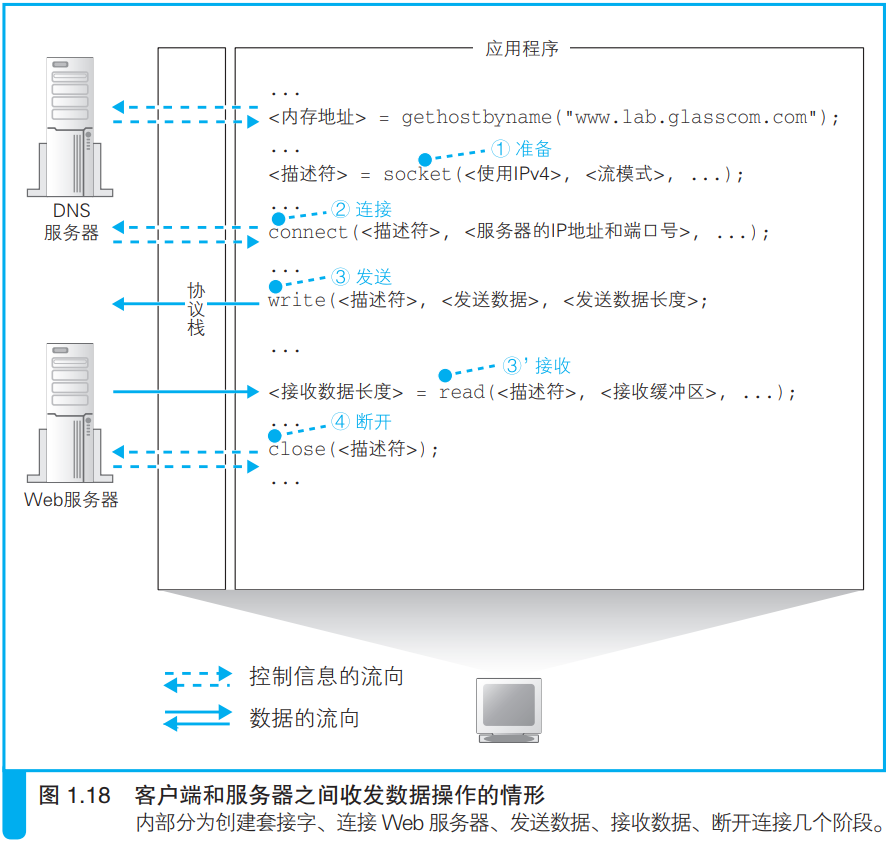 应用程序
...
<内存地址> = gethostbyname("www.lab.glasscom.com");
...
① 准备
<描述符> = socket(<使用IPv4>, <流模式>, ...);
DNS
服务器
...
② 连接
connect(<描述符>, <服务器的IP地址和端口号>, ...);
...
③ 发送
write(<描述符>, <发送数据>, <发送数据长度>;
协
议
栈
...
③’ 接收
<接收数据长度> = read(<描述符>, <接收缓冲区>, ...);
...
④ 断开
close(<描述符>);
...
Web服务器
控制信息的流向
数据的流向
图 1.18 客户端和服务器之间收发数据操作的情形
内部分为创建套接字、连接 Web 服务器、发送数据、接收数据、断开连接几个阶段。